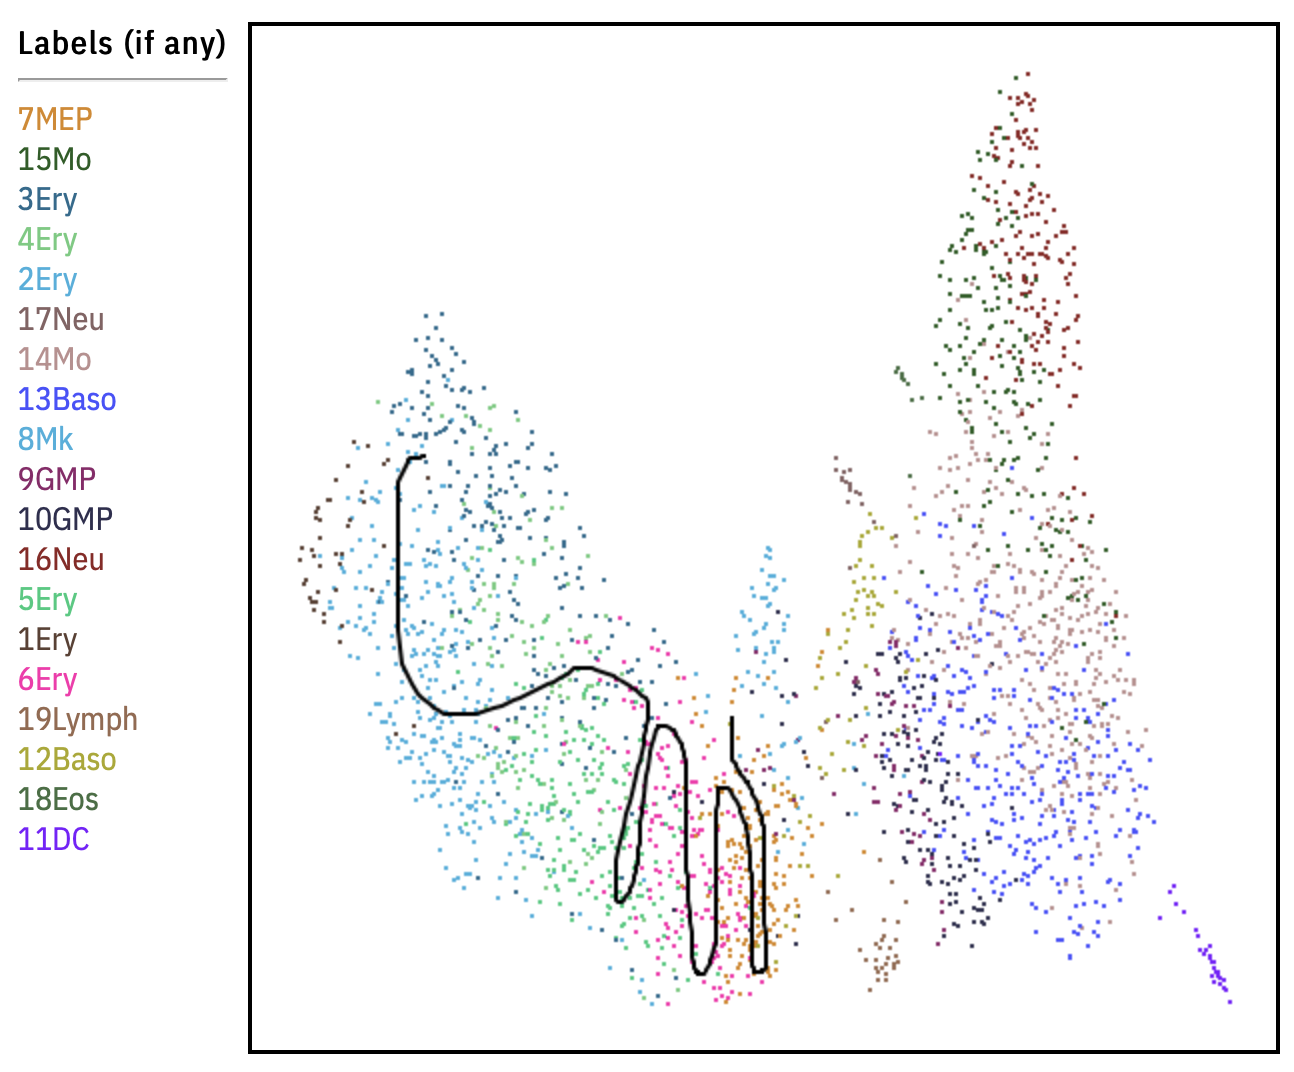 Labels (if any)
7MEP
15Mo
3Ery
4Ery
2Ery
17Neu
14Mo
13Baso
8Mk
9GMP
10GMP
16Neu
5Ery
1Ery
6Ery
19Lymph
12Baso
18Eos
11DC